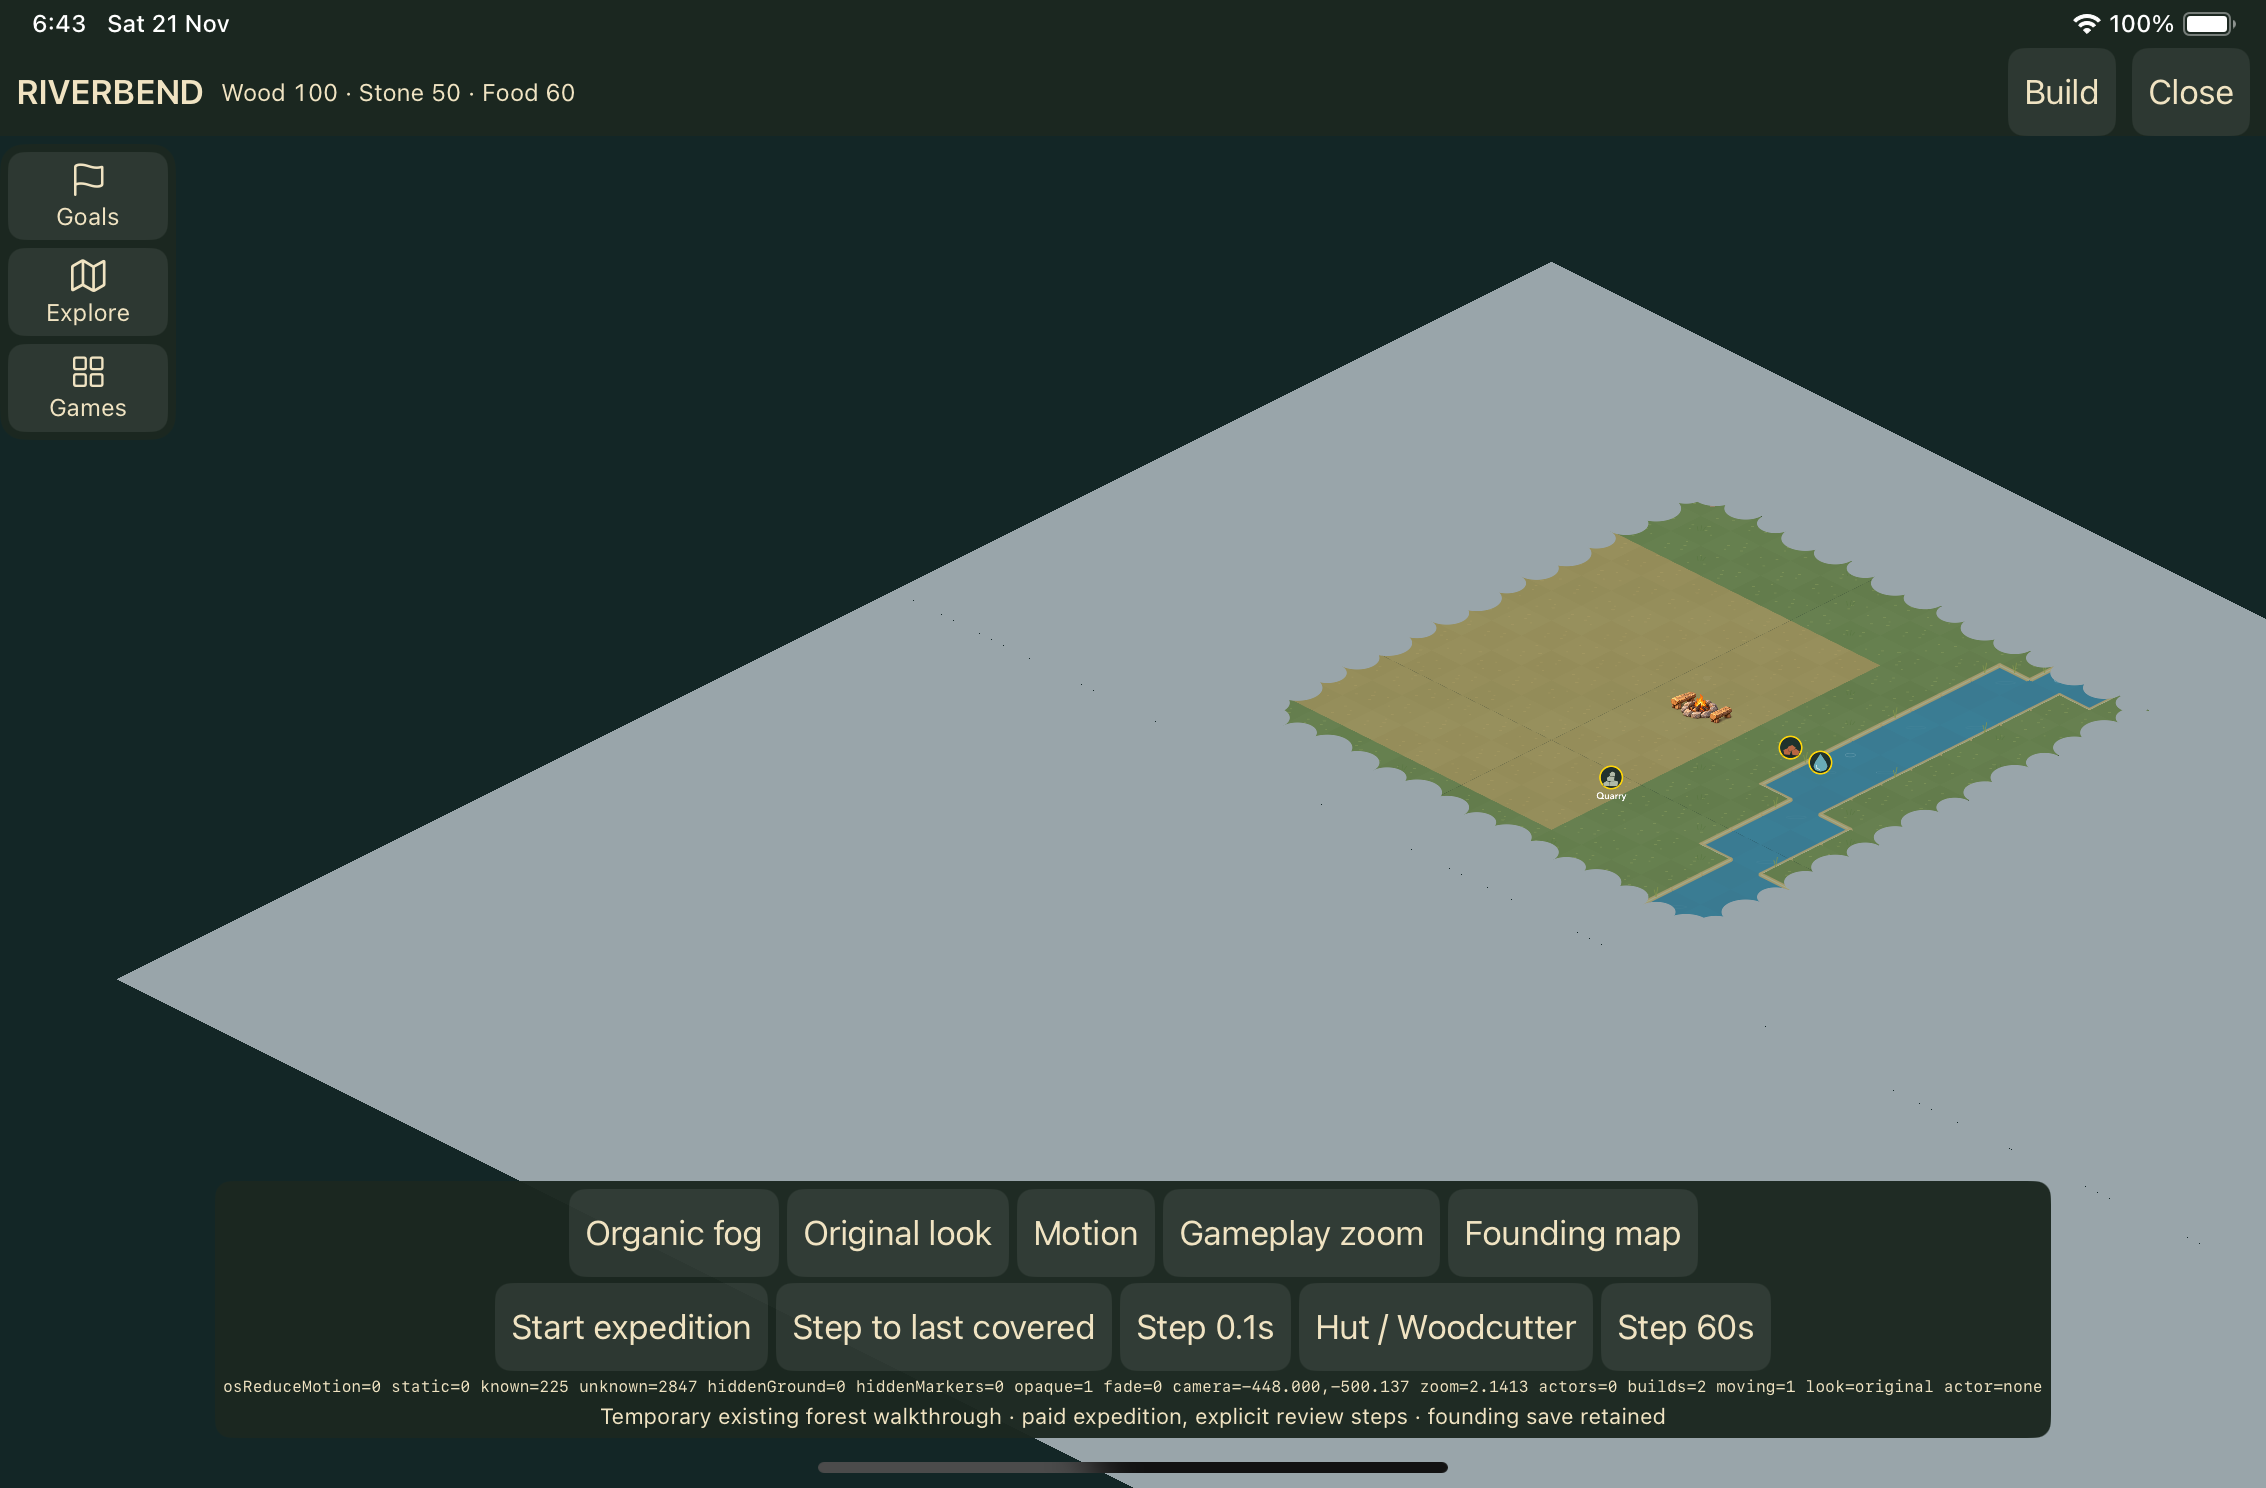 6:43 Sat 21 Nov 100%
RIVERBEND Wood 100 · Stone 50 · Food 60 Build Close
Goals
Explore
Games
Quarry
Organic fog Original look Motion Gameplay zoom Founding map
Start expedition Step to last covered Step 0.1s Hut / Woodcutter Step 60s
osReduceMotion=0 static=0 known=225 unknown=2847 hiddenGround=0 hiddenMarkers=0 opaque=1 fade=0 camera=−448.000,−500.137 zoom=2.1413 actors=0 builds=2 moving=1 look=original actor=none
Temporary existing forest walkthrough · paid expedition, explicit review steps · founding save retained